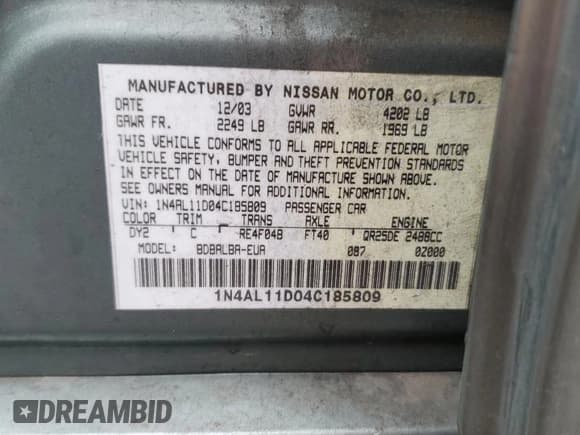 MANUFACTURED BY NISSAN MOTOR CO., LTD.
DATE 12/03 GVWR 4202 LB
GAWR FR. 2249 LB GAWR RR. 1969 LB
THIS VEHICLE CONFORMS TO ALL APPLICABLE FEDERAL MOTOR
VEHICLE SAFETY, BUMPER AND THEFT PREVENTION STANDARDS
IN EFFECT ON THE DATE OF MANUFACTURE SHOWN ABOVE.
SEE OWNERS MANUAL FOR ADDITIONAL INFORMATION.
VIN: 1N4AL11D04C185809 PASSENGER CAR
COLOR TRIM TRANS AXLE ENGINE
DY2 C RE4F04B FT40 QR25DE 2488CC
MODEL: BDBALBA-EUA 087 0Z000
1N4AL11D04C185809
DREAMBID